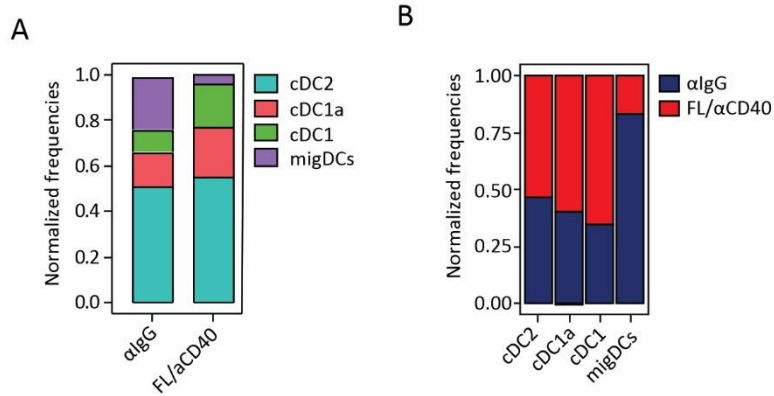 A
Normalized frequencies
1.0
0.8
0.6
0.4
0.2
0.0
αIgG
FL/aCD40
cDC2
cDC1a
cDC1
migDCs
B
Normalized frequencies
1.00
0.75
0.50
0.25
0.00
cDC2
cDC1a
cDC1
migDCs
αIgG
FL/αCD40